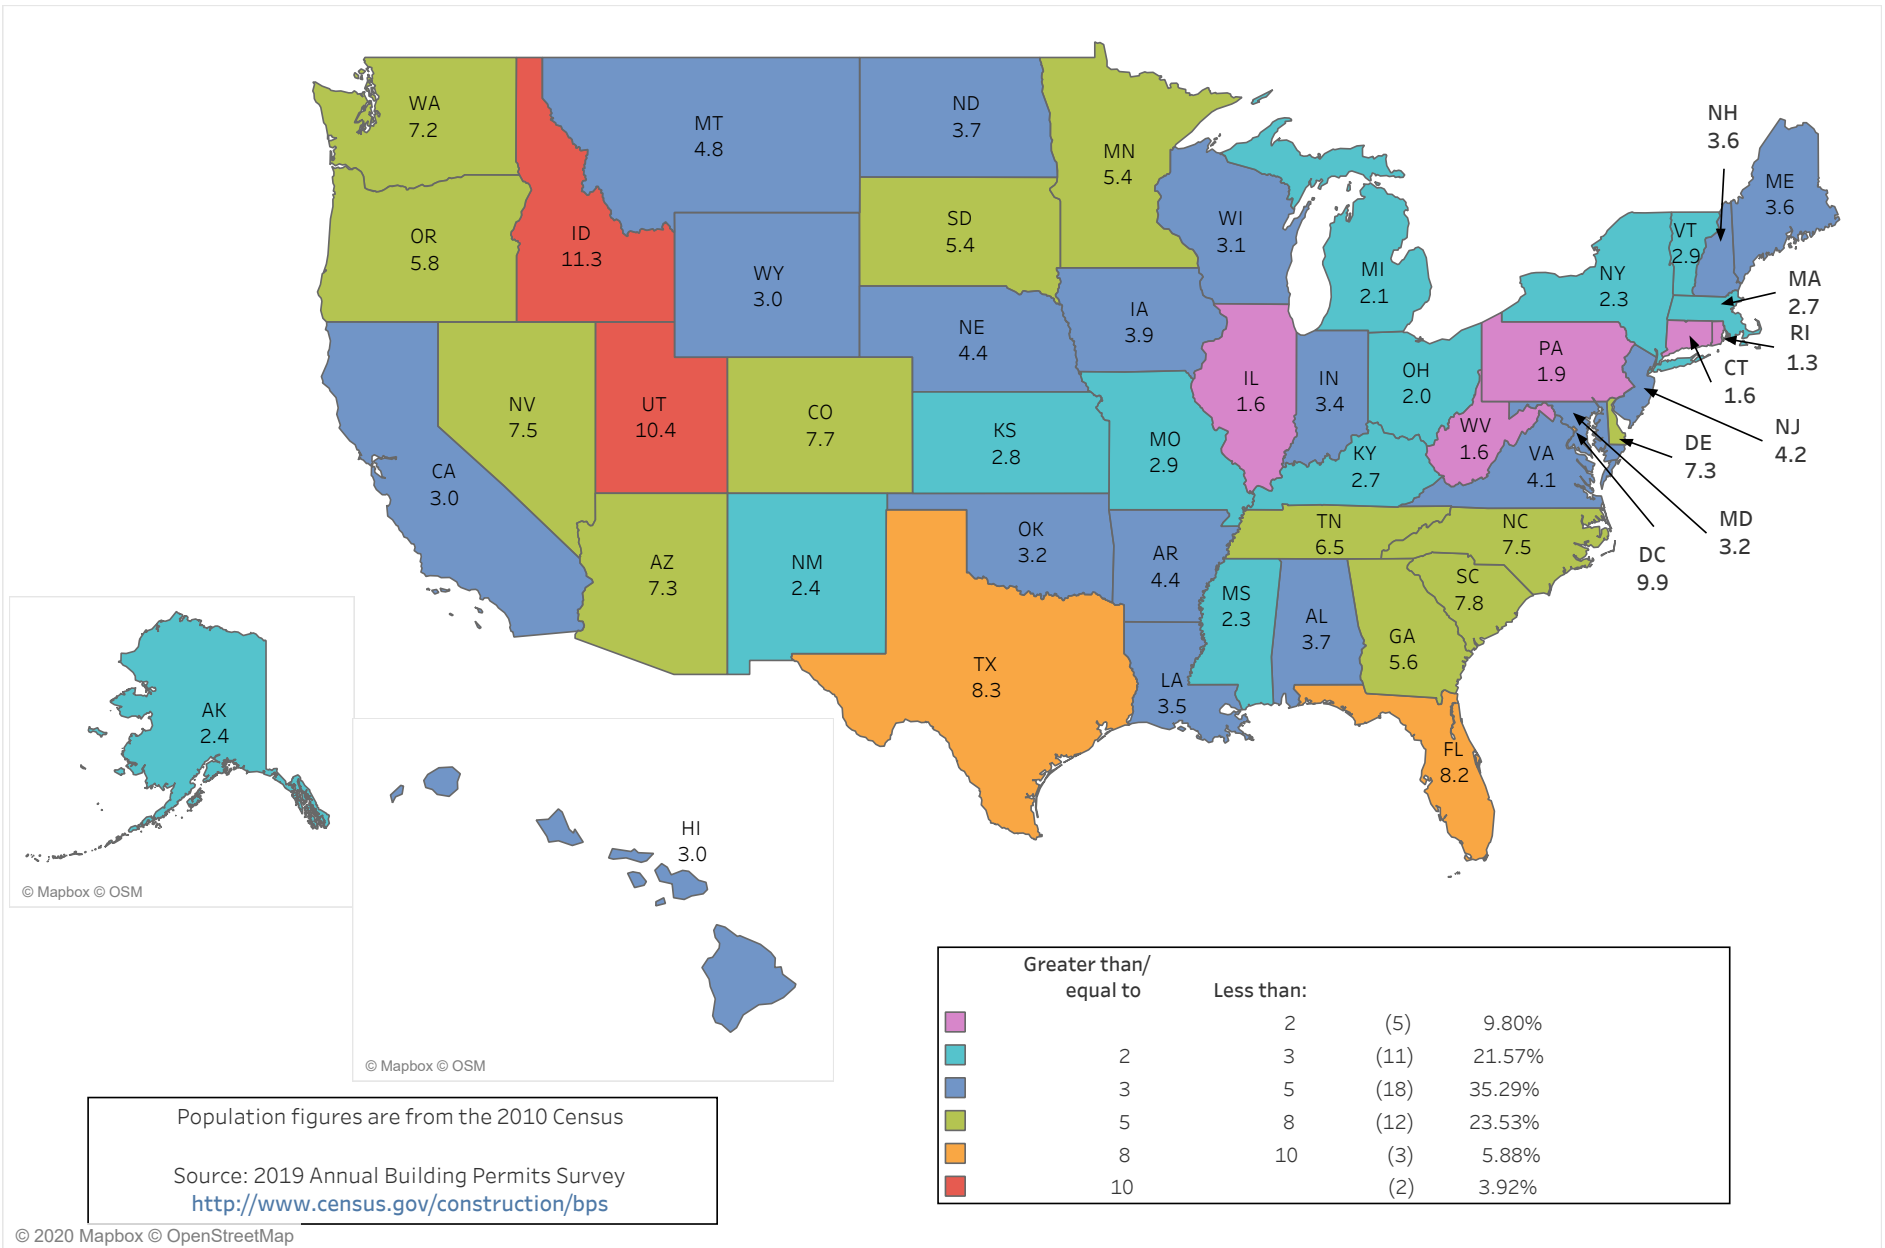 WA
7.2
MT
4.8
ND
3.7
MN
5.4
NH
3.6
ME
3.6
OR
5.8
ID
11.3
SD
5.4
WI
3.1
VT
2.9
WY
3.0
MI
2.1
NY
2.3
MA
2.7
IA
3.9
NE
4.4
RI
1.3
PA
1.9
CT
1.6
NV
7.5
UT
10.4
CO
7.7
IL
1.6
IN
3.4
OH
2.0
KS
2.8
MO
2.9
WV
1.6
NJ
4.2
DE
7.3
CA
3.0
KY
2.7
VA
4.1
MD
3.2
DC
9.9
OK
3.2
TN
6.5
NC
7.5
AZ
7.3
NM
2.4
AR
4.4
SC
7.8
MS
2.3
AL
3.7
GA
5.6
TX
8.3
LA
3.5
AK
2.4
FL
8.2
HI
3.0
© Mapbox © OSM
© Mapbox © OSM
Greater than/
equal to Less than:
2 (5) 9.80%
2 3 (11) 21.57%
3 5 (18) 35.29%
5 8 (12) 23.53%
8 10 (3) 5.88%
10 (2) 3.92%
Population figures are from the 2010 Census
Source: 2019 Annual Building Permits Survey
http://www.census.gov/construction/bps
© 2020 Mapbox © OpenStreetMap